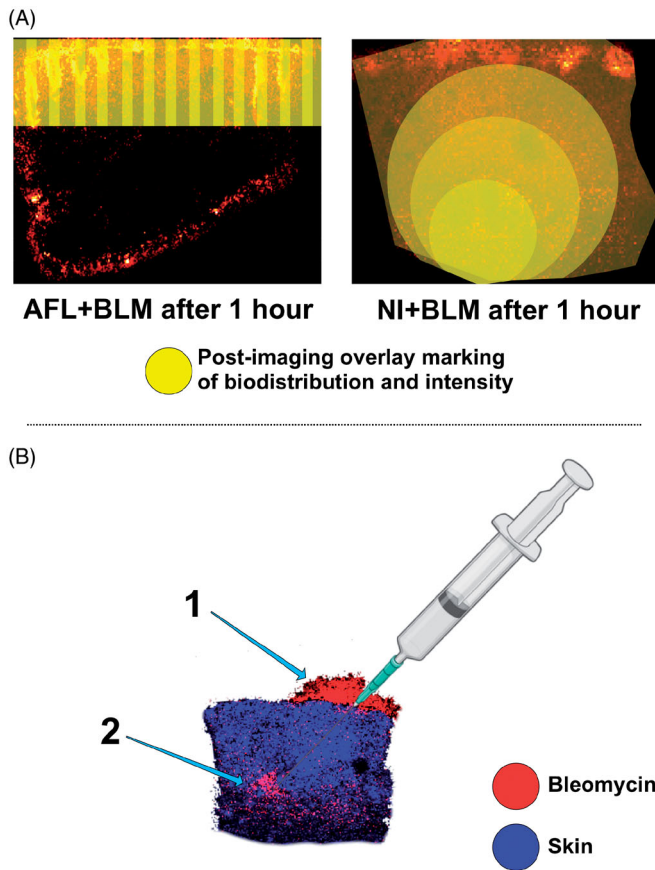 (A)
AFL+BLM after 1 hour
NI+BLM after 1 hour
Post-imaging overlay marking
of biodistribution and intensity
(B)
1
2
Bleomycin
Skin